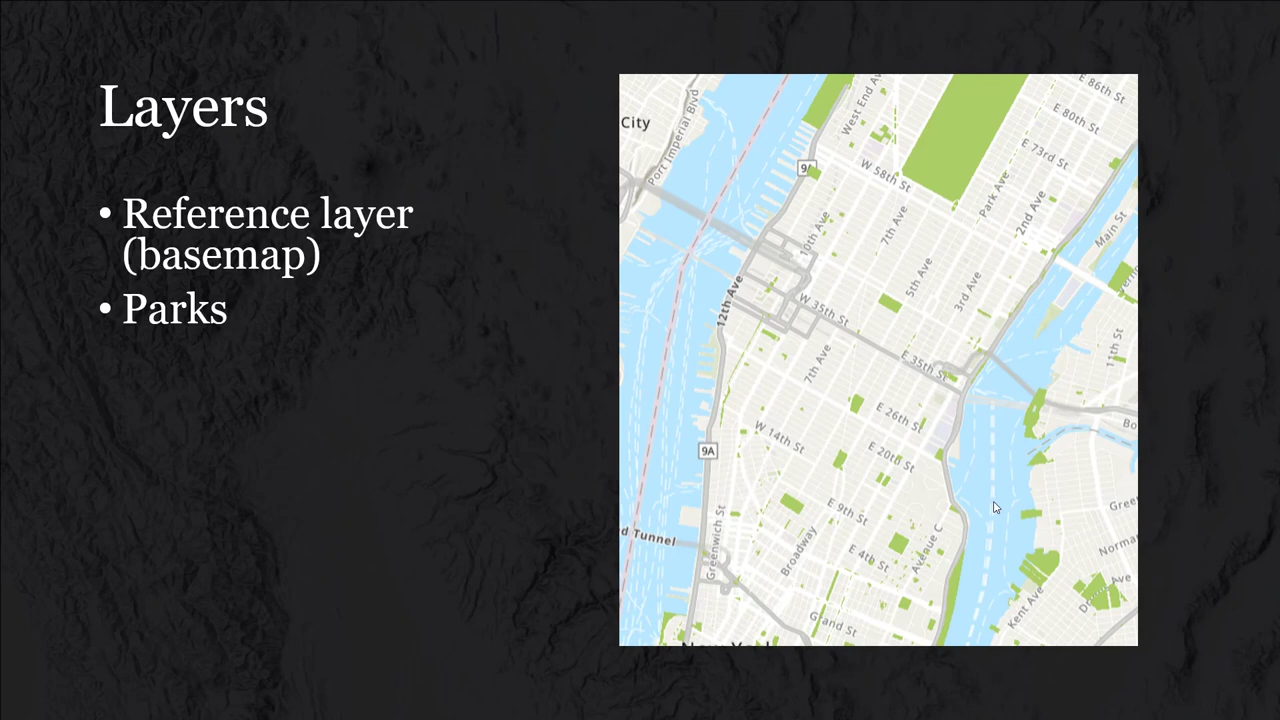 Layers
• Reference layer
(basemap)
• Parks
City
Port Imperial Blvd
West End Av
E 86th St
E 80th St
E 73rd St
9A
W 58th St
Park Ave
2nd Ave
Main St
10th Ave
7th Ave
5th Ave
3rd Ave
12th Ave
W 35th St
7th Ave
E 35th St
11th St
E 26th St
W 14th St
E 20th St
9A
E 9th St
d Tunnel
Greenwich St
Broadway
E 4th St
Avenue C
Kent Ave
Grand St